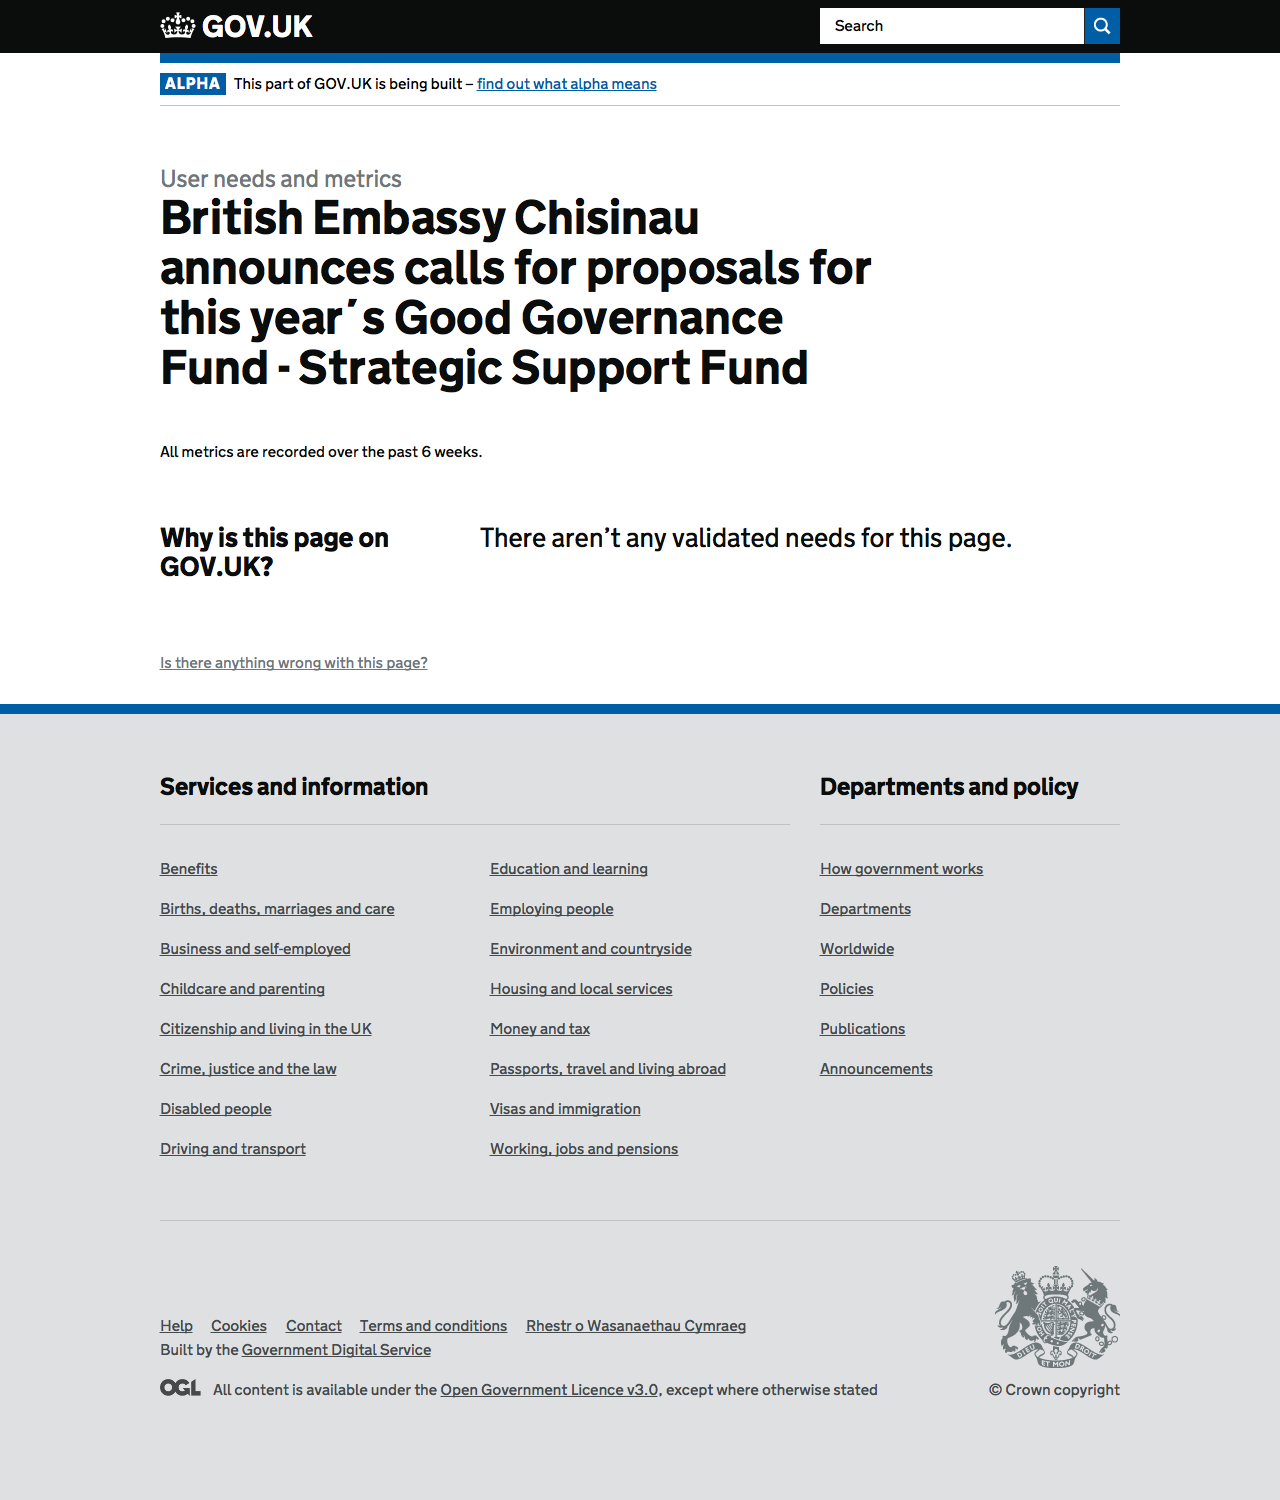 GOV.UK
Search
ALPHA This part of GOV.UK is being built – find out what alpha means
User needs and metrics
British Embassy Chisinau
announces calls for proposals for
this year´s Good Governance
Fund - Strategic Support Fund
All metrics are recorded over the past 6 weeks.
Why is this page on
GOV.UK?
There aren’t any validated needs for this page.
Is there anything wrong with this page?
Services and information
Benefits
Births, deaths, marriages and care
Business and self-employed
Childcare and parenting
Citizenship and living in the UK
Crime, justice and the law
Disabled people
Driving and transport
Education and learning
Employing people
Environment and countryside
Housing and local services
Money and tax
Passports, travel and living abroad
Visas and immigration
Working, jobs and pensions
Departments and policy
How government works
Departments
Worldwide
Policies
Publications
Announcements
Help Cookies Contact Terms and conditions Rhestr o Wasanaethau Cymraeg
Built by the Government Digital Service
OGL All content is available under the Open Government Licence v3.0, except where otherwise stated
DIEU ET MON DROIT
© Crown copyright